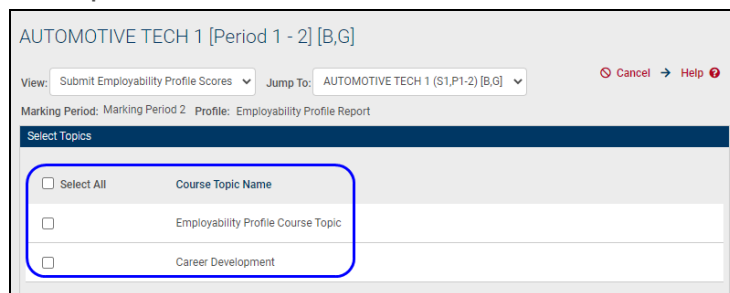 AUTOMOTIVE TECH 1 [Period 1 - 2] [B,G]
View: Submit Employability Profile Scores Jump To: AUTOMOTIVE TECH 1 (S1,P1-2) [B,G] Cancel → Help
Marking Period: Marking Period 2 Profile: Employability Profile Report
Select Topics
Select All Course Topic Name
Employability Profile Course Topic
Career Development